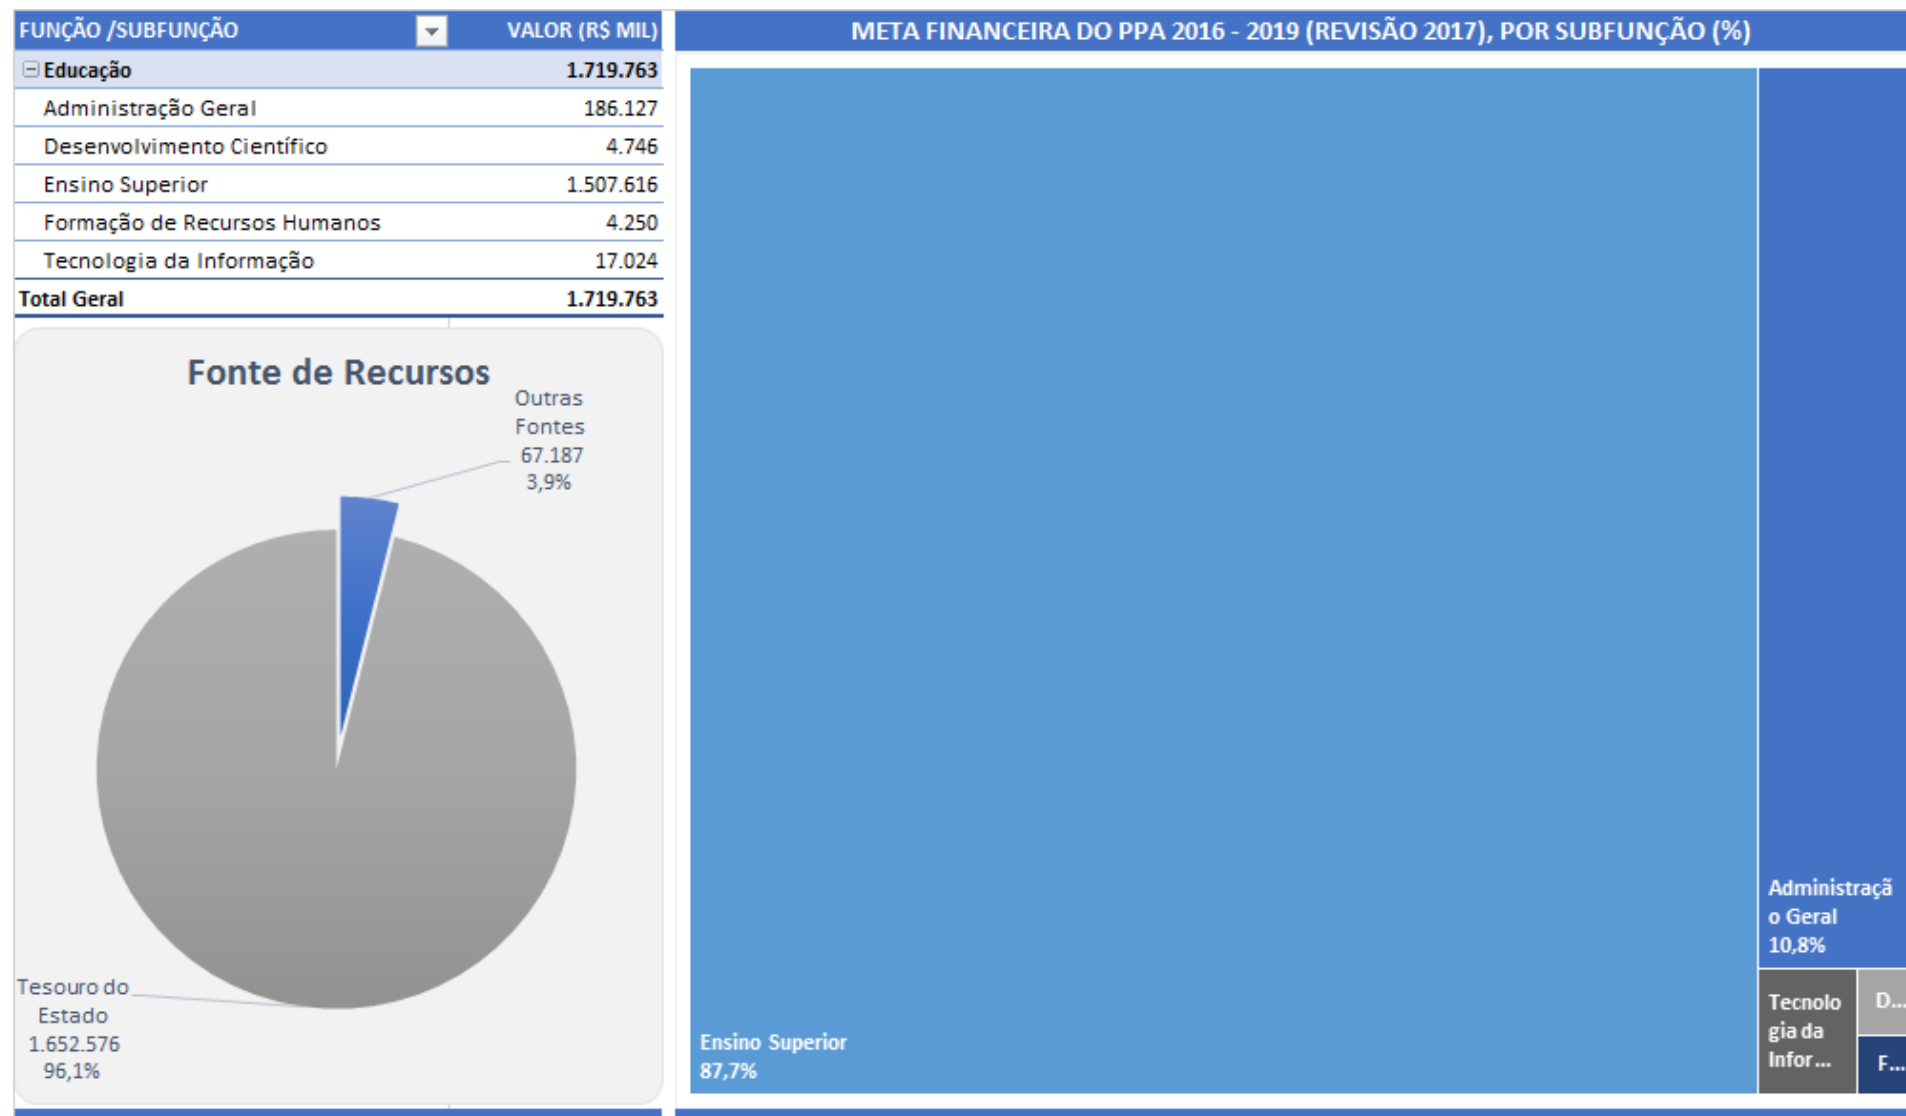 FUNÇÃO /SUBFUNÇÃO VALOR (R$ MIL)
Educação 1.719.763
Administração Geral 186.127
Desenvolvimento Científico 4.746
Ensino Superior 1.507.616
Formação de Recursos Humanos 4.250
Tecnologia da Informação 17.024
Total Geral 1.719.763
Fonte de Recursos
Outras
Fontes
67.187
3,9%
Tesouro do
Estado
1.652.576
96,1%
META FINANCEIRA DO PPA 2016 - 2019 (REVISÃO 2017), POR SUBFUNÇÃO (%)
Ensino Superior
87,7%
Administraçã
o Geral
10,8%
Tecnolo
gia da
Infor...
D...
F...